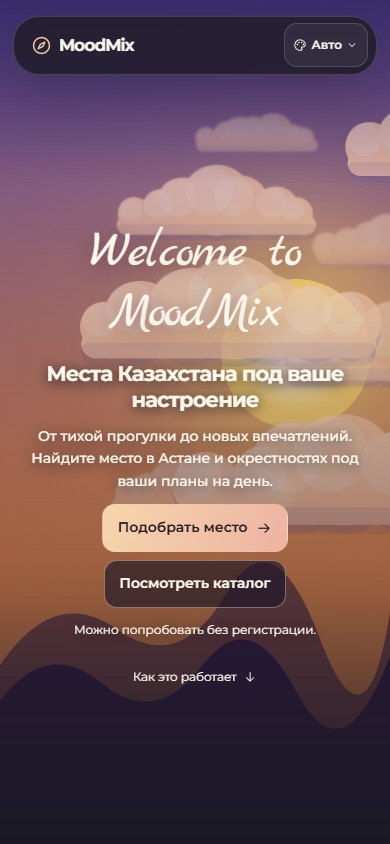 MoodMix
Авто
Welcome to
MoodMix
Места Казахстана под ваше
настроение
От тихой прогулки до новых впечатлений.
Найдите место в Астане и окрестностях под
ваши планы на день.
Подобрать место →
Посмотреть каталог
Можно попробовать без регистрации.
Как это работает ↓